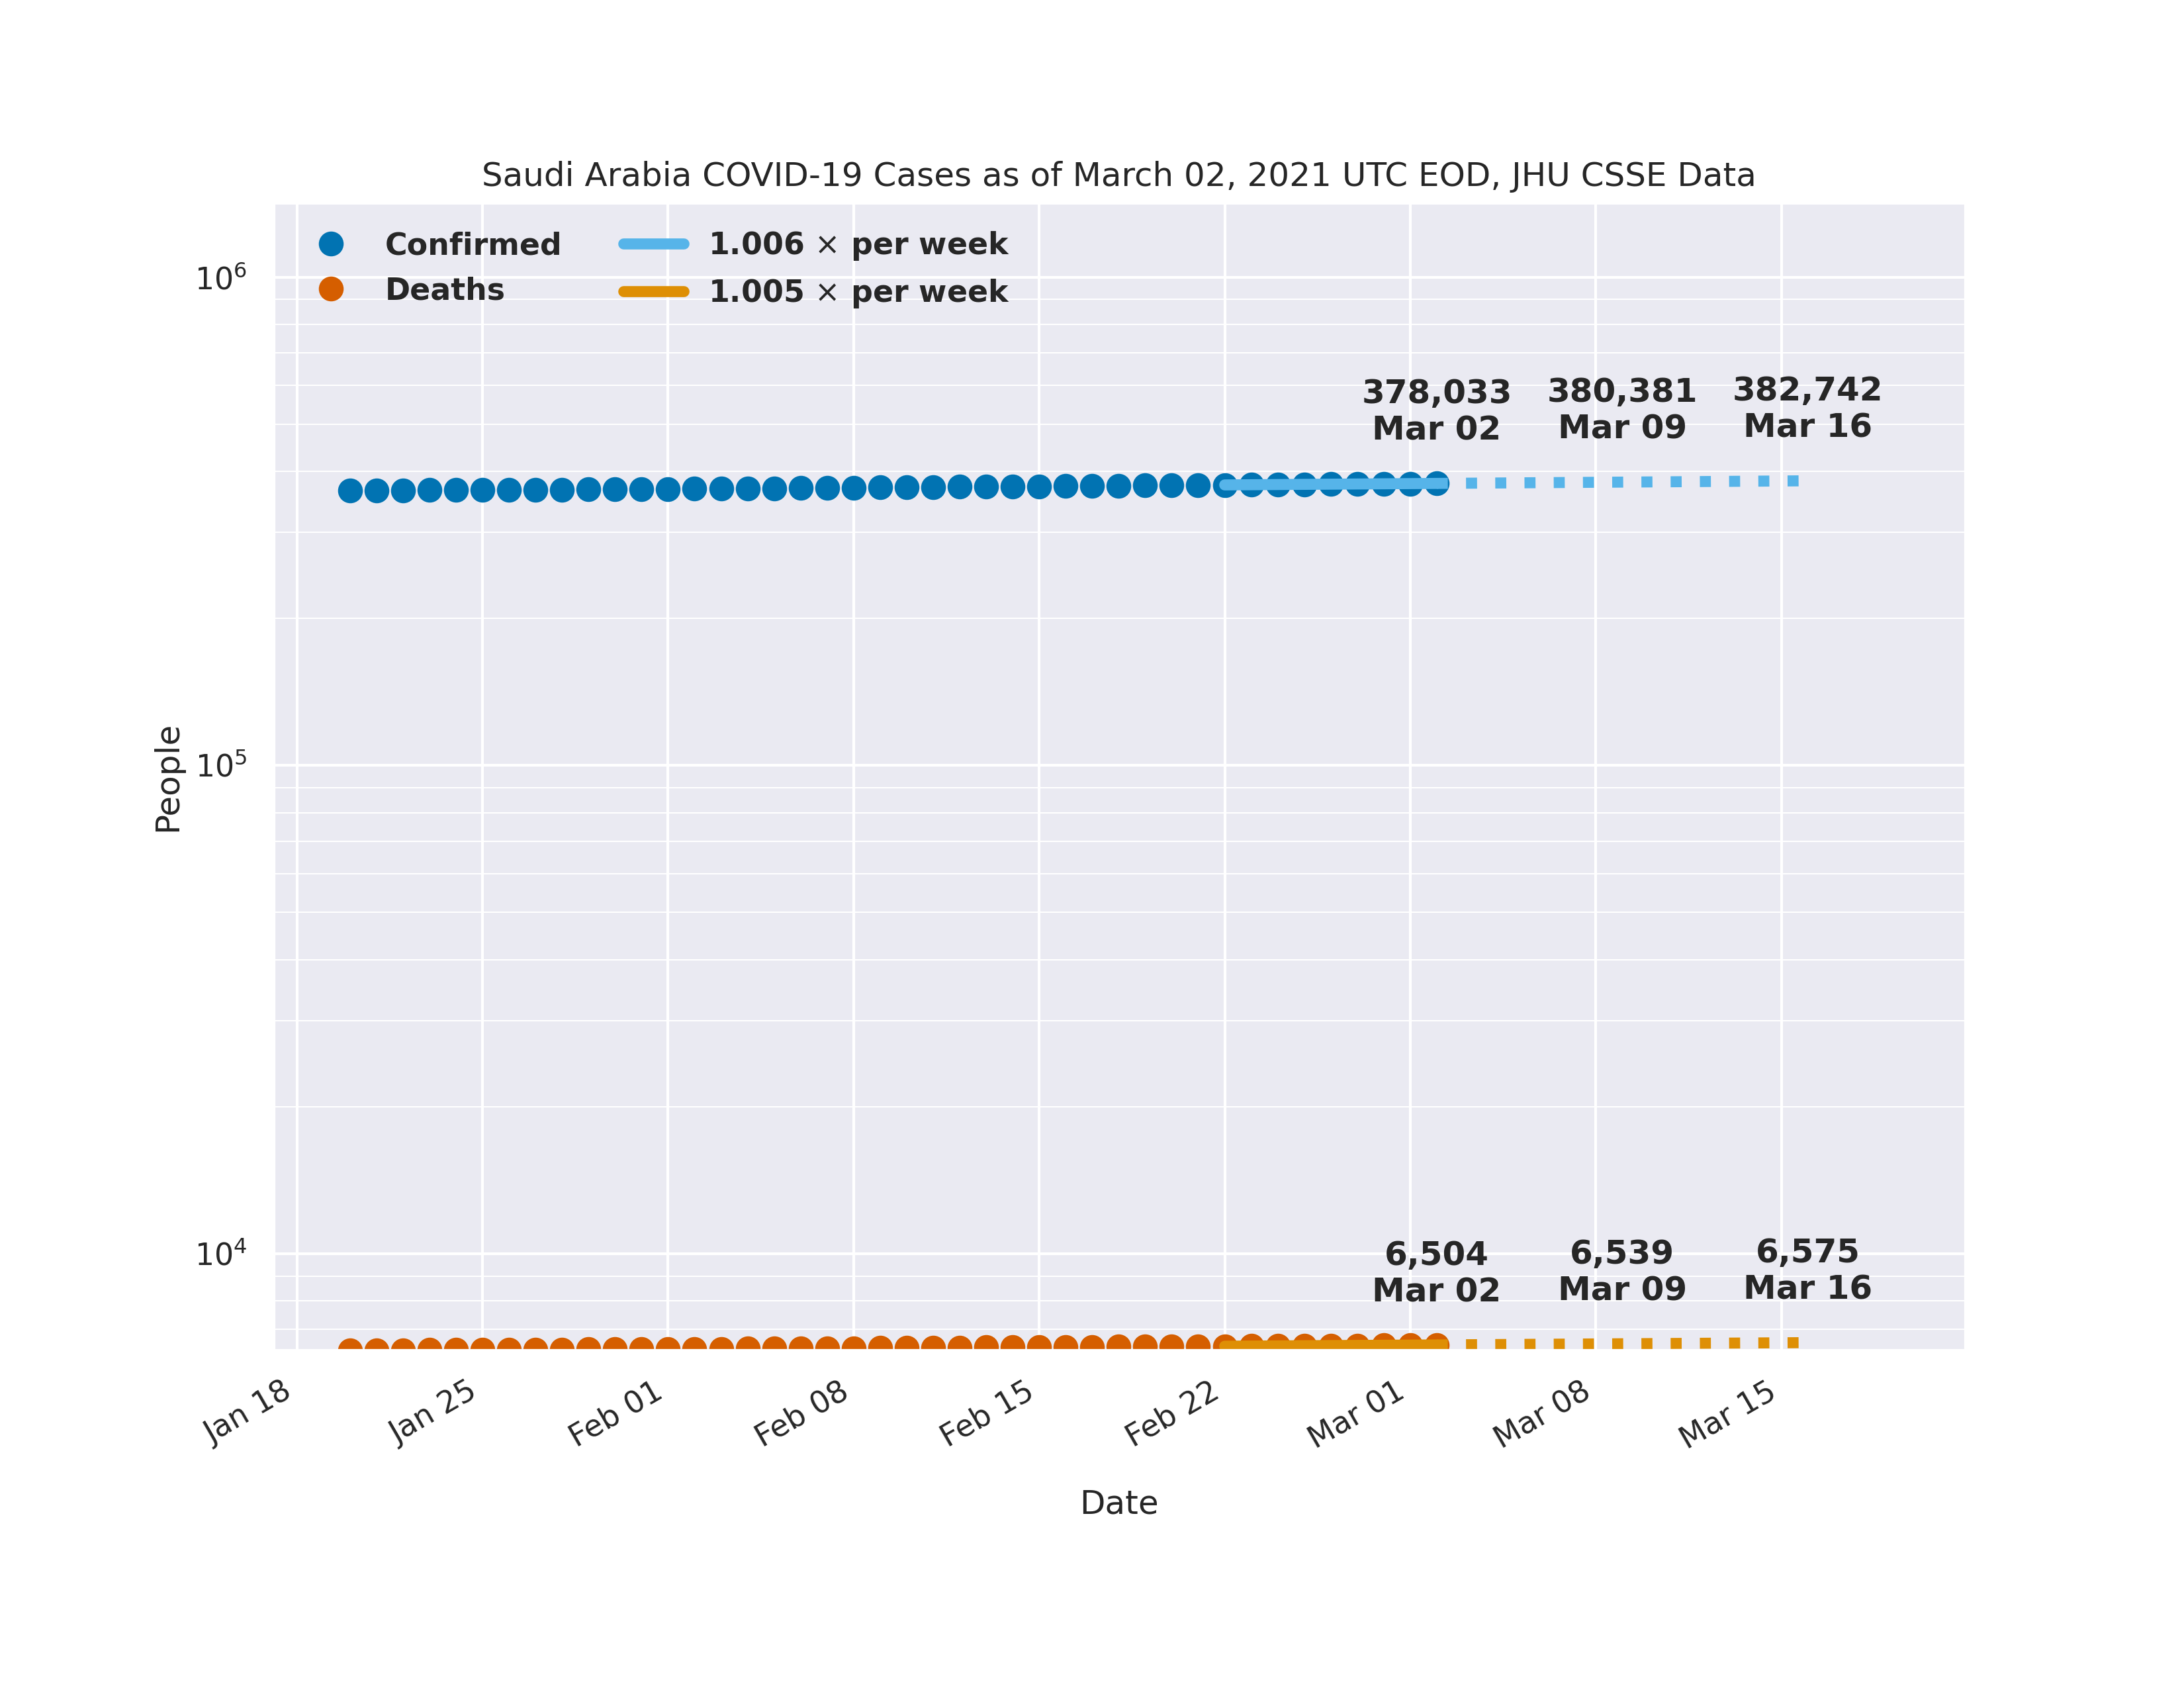 Saudi Arabia COVID-19 Cases as of March 02, 2021 UTC EOD, JHU CSSE Data
Confirmed
Deaths
1.006 × per week
1.005 × per week
10⁶
10⁵
10⁴
People
378,033
Mar 02
380,381
Mar 09
382,742
Mar 16
6,504
Mar 02
6,539
Mar 09
6,575
Mar 16
Jan 18
Jan 25
Feb 01
Feb 08
Feb 15
Feb 22
Mar 01
Mar 08
Mar 15
Date